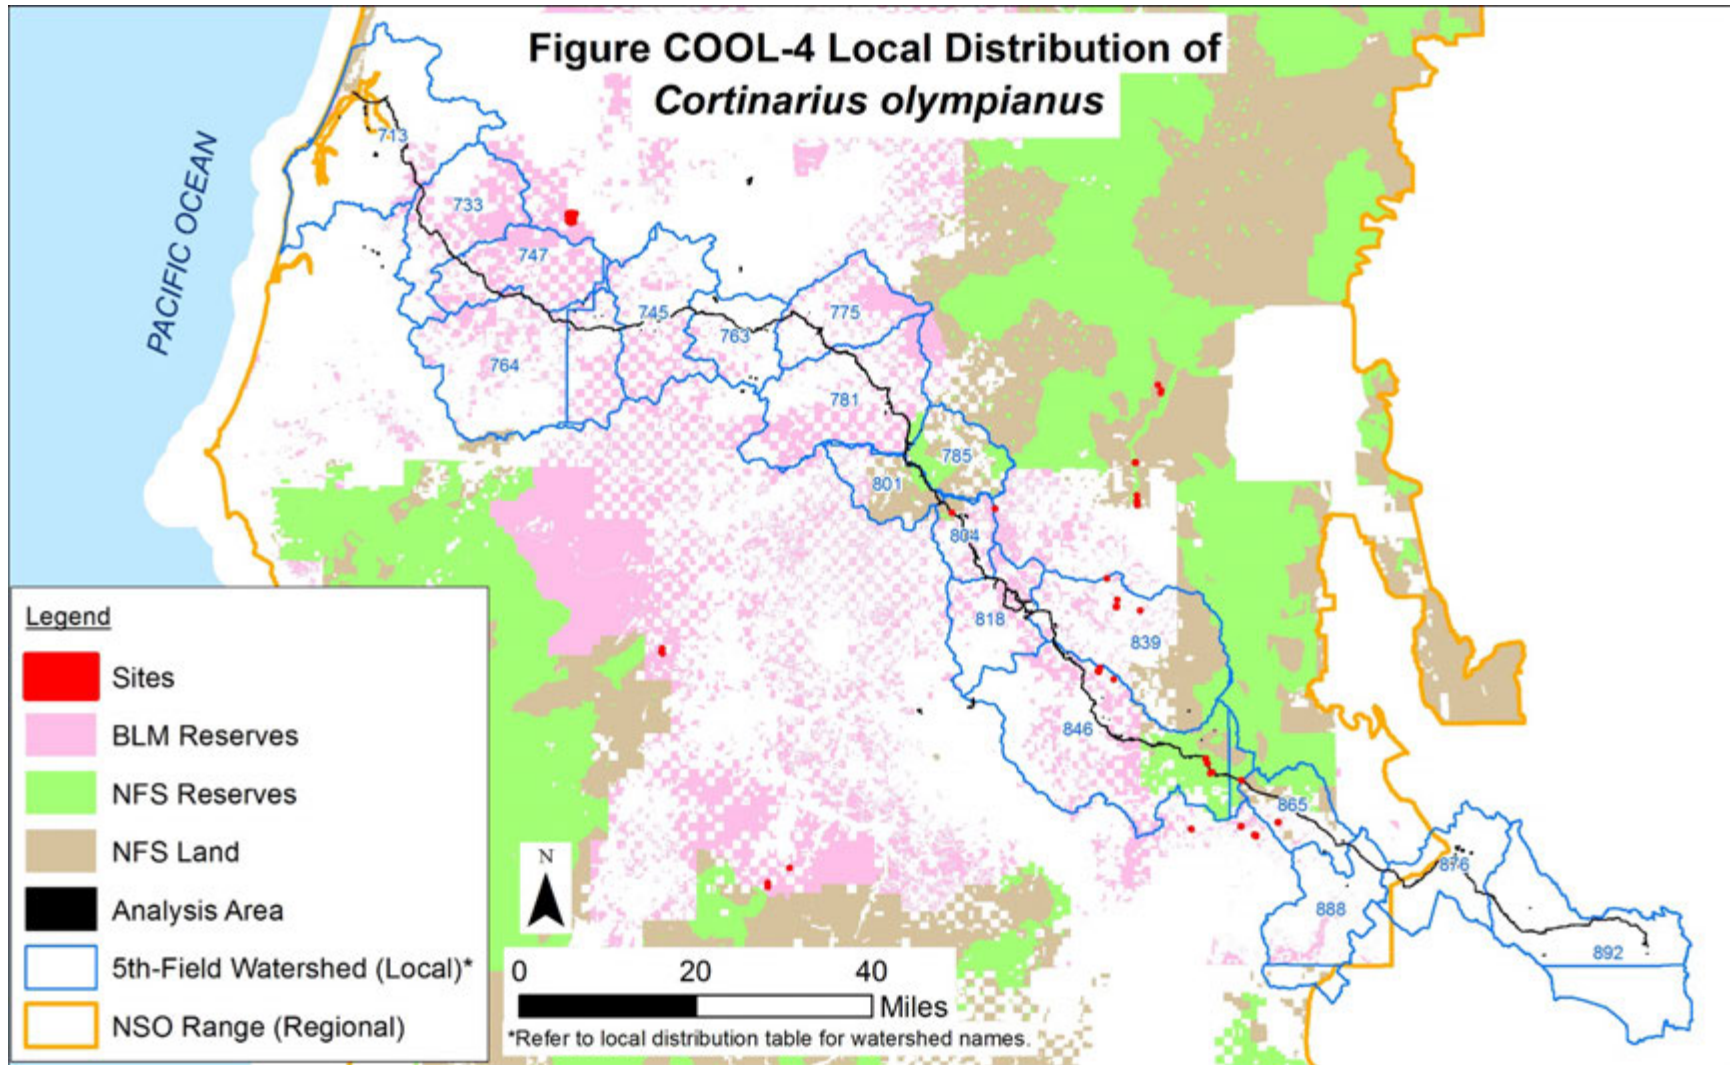 Figure COOL-4 Local Distribution of
Cortinarius olympianus
PACIFIC OCEAN
713
733
747
745
775
763
764
781
785
801
804
818
839
846
865
876
888
892
Legend
Sites
BLM Reserves
NFS Reserves
NFS Land
Analysis Area
5th-Field Watershed (Local)*
NSO Range (Regional)
N
0 20 40
Miles
*Refer to local distribution table for watershed names.